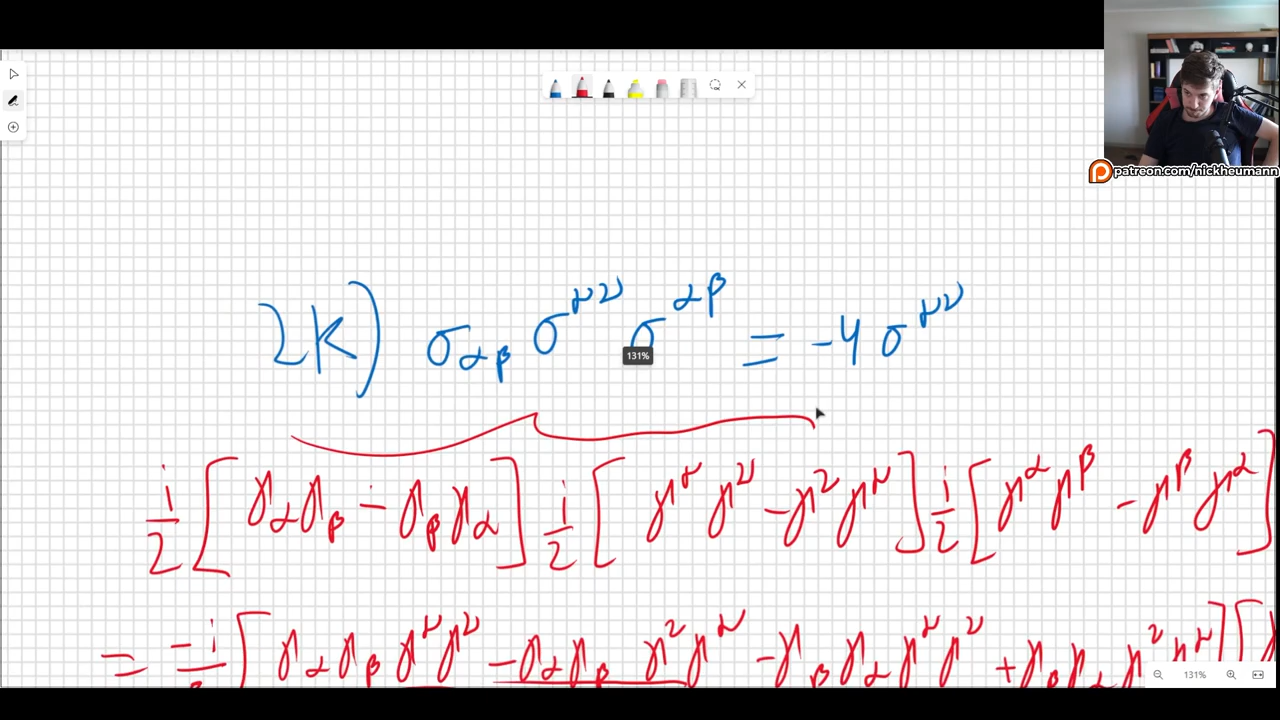 patreon.com/nickheumann
2K) σ_{αβ} σ^{μν} σ^{αβ} = -4 σ^{μν}
131%
i/2 [γ_α γ_β - γ_β γ_α] i/2 [γ^μ γ^ν - γ^ν γ^μ] i/2 [γ^α γ^β - γ^β γ^α]
= -i/ [γ_α γ_β γ^μ γ^ν - γ_α γ_β γ^ν γ^μ - γ_β γ_α γ^μ γ^ν + γ_β γ_α γ^ν γ^μ] [
131%